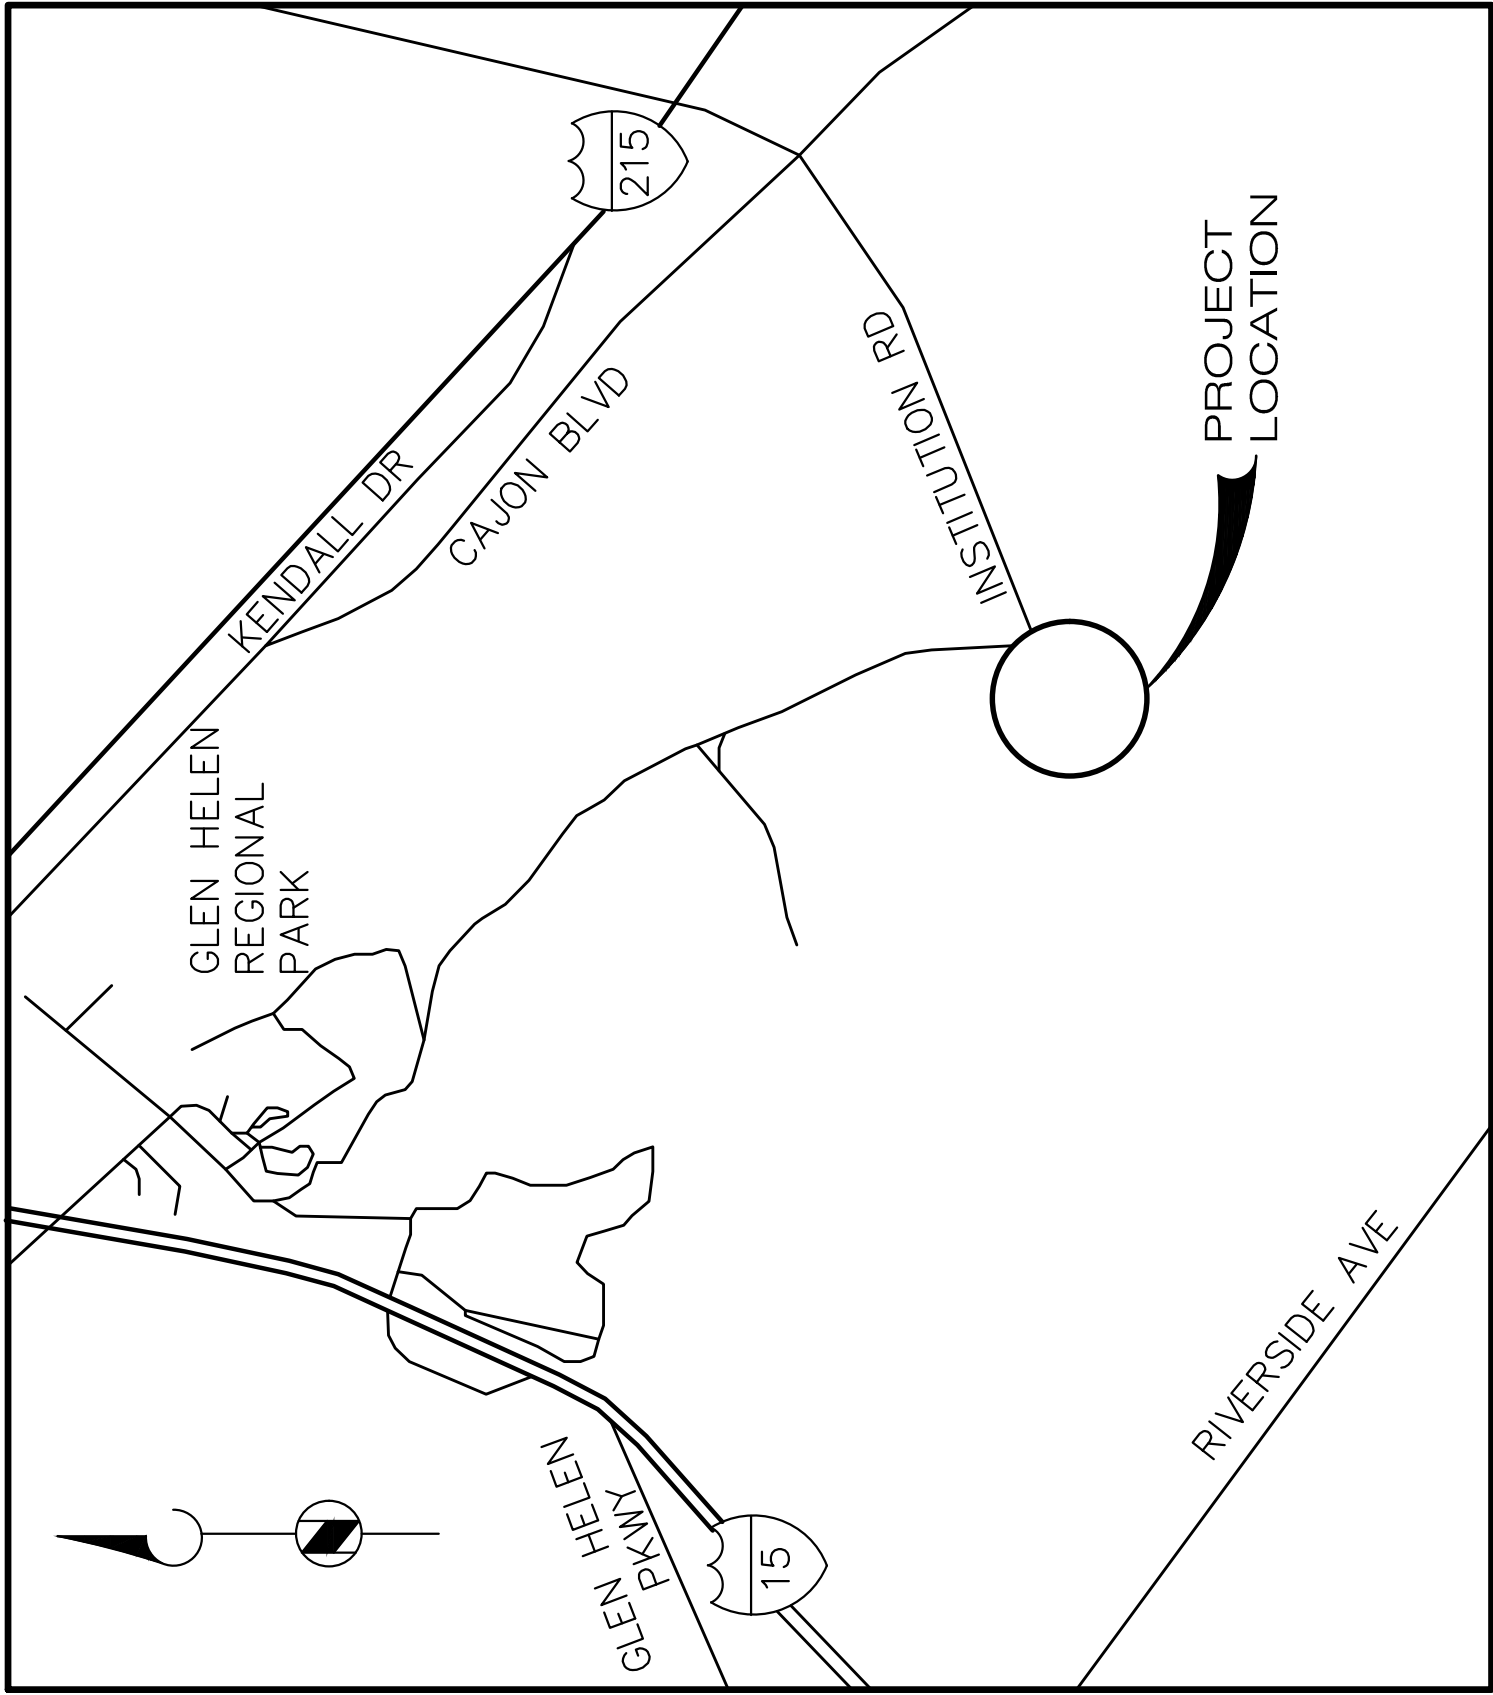 GLEN HELEN
PKWY
15
GLEN HELEN
REGIONAL
PARK
KENDALL DR
CAJON BLVD
215
INSTITUTION RD
PROJECT
LOCATION
RIVERSIDE AVE